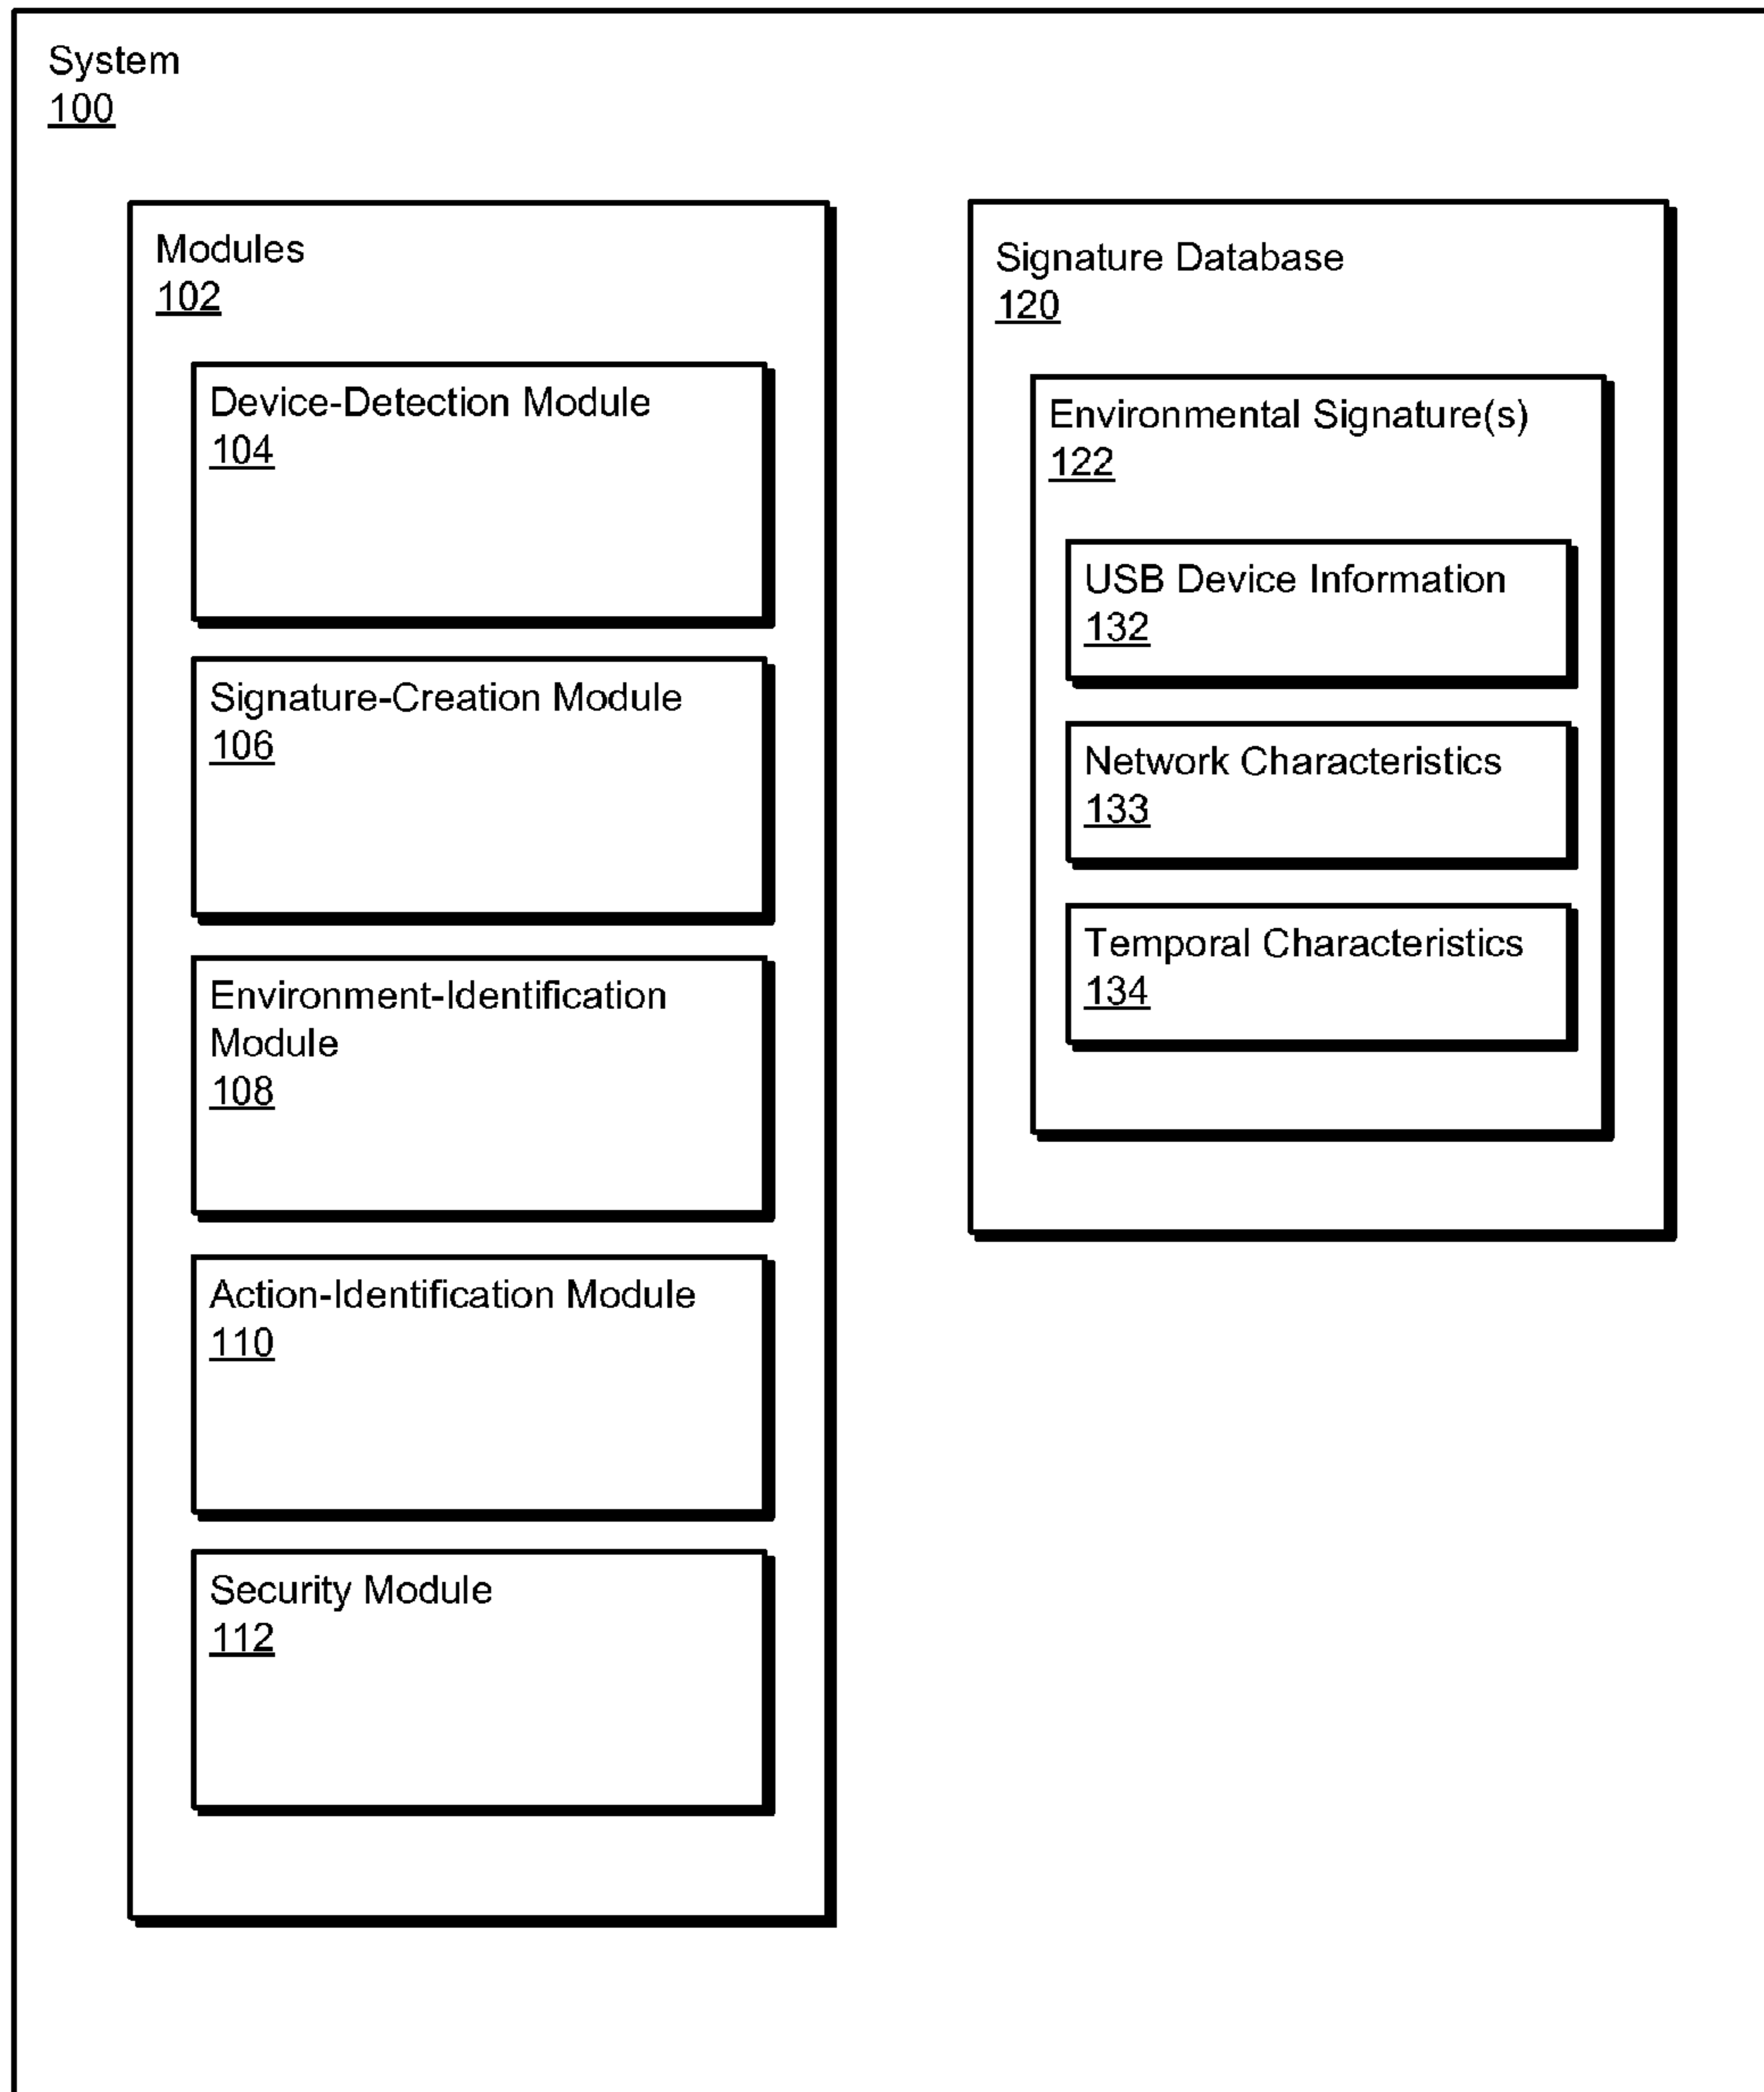 System
100
Modules
102
Device-Detection Module
104
Signature-Creation Module
106
Environment-Identification
Module
108
Action-Identification Module
110
Security Module
112
Signature Database
120
Environmental Signature(s)
122
USB Device Information
132
Network Characteristics
133
Temporal Characteristics
134